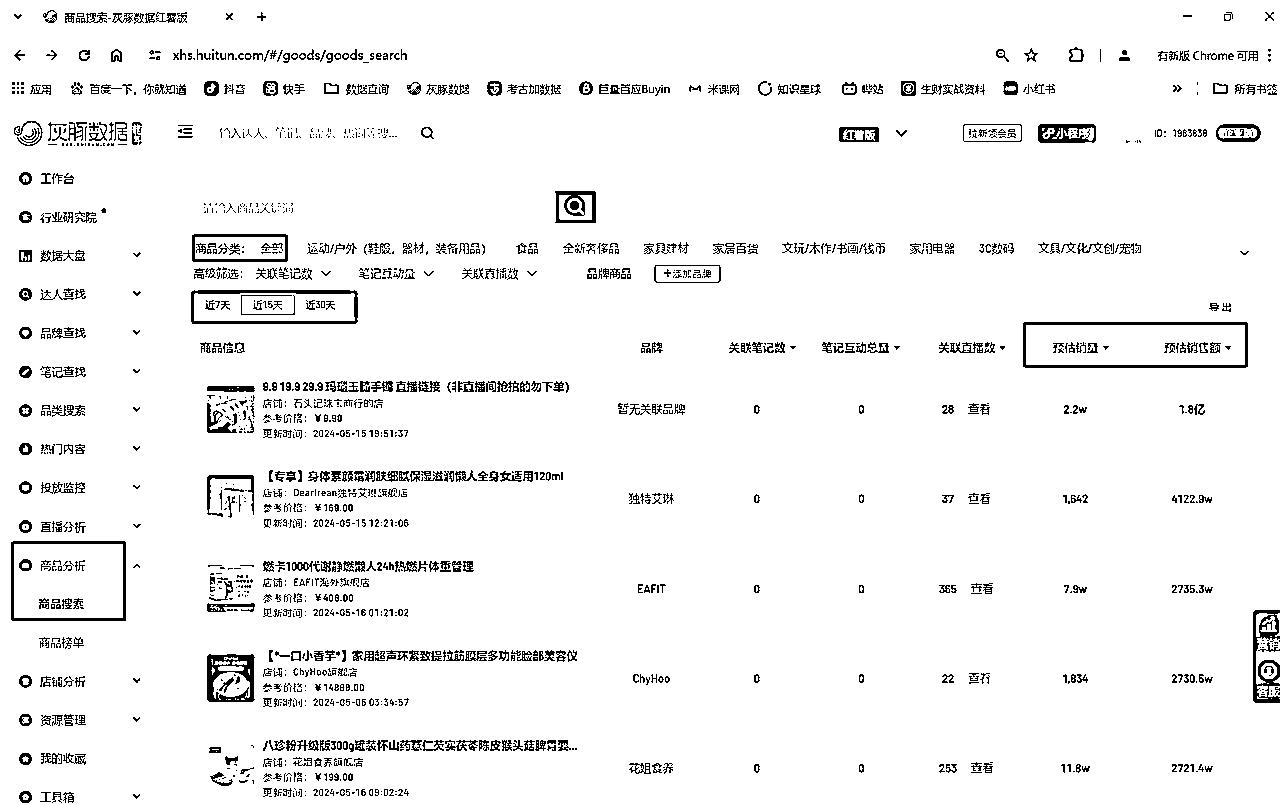 商品搜索-灰豚数据红薯版
xhs.huitun.com/#/goods/goods_search
有新版 Chrome 可用
应用 百度一下，你就知道 抖音 快手 数据查询 灰豚数据 考古加数据 巨量百应Buyin 米课网 知识星球 生财实战资料 小红书 所有书签
灰豚数据
红薯版 拉新领会员 小程序 ID: 1963638
工作台
行业研究院
数据大盘
达人查找
品牌查找
笔记查找
品类搜索
热门内容
投放监控
直播分析
商品分析
商品搜索
商品榜单
店铺分析
资源管理
我的收藏
工具箱
请输入商品关键词
商品分类： 全部 运动/户外（鞋服，器材，装备用品） 食品 全新奢侈品 家具建材 家居百货 文玩/木作/书画/钱币 家用电器 3C数码 文具/文化/文创/宠物
高级筛选： 关联笔记数 笔记互动量 关联直播数 品牌商品 +添加品牌
近7天 近15天 近30天
导出
商品信息 品牌 关联笔记数 笔记互动总量 关联直播数 预估销量 预估销售额
9.9 19.9 29.9 玛瑙玉髓手镯 直播链接（非直播间抢拍的勿下单）
店铺：石头记珠宝商行的店
参考价格：￥9.90
更新时间：2024-05-15 19:51:37
暂无关联品牌 0 0 28 查看 2.2w 1.8亿
【专享】身体素颜霜润肤细腻保湿滋润懒人全身女适用120ml
店铺：Dearirean独特艾琳旗舰店
参考价格：￥169.00
更新时间：2024-05-15 12:21:06
独特艾琳 0 0 37 查看 1,642 4122.9w
燃卡1000代谢静燃懒人24h热燃片体重管理
店铺：EAFIT海外旗舰店
参考价格：￥408.00
更新时间：2024-05-16 01:21:02
EAFIT 0 0 365 查看 7.9w 2735.3w
【*一口小香芋*】家用超声环紧致提拉筋膜层多功能脸部美容仪
店铺：ChyHoo旗舰店
参考价格：￥14888.00
更新时间：2024-05-06 03:34:57
ChyHoo 0 0 22 查看 1,834 2730.5w
八珍粉升级版300g罐装怀山药薏仁芡实茯苓陈皮猴头菇脾胃要...
店铺：花姐食养旗舰店
参考价格：￥199.00
更新时间：2024-05-16 09:02:24
花姐食养 0 0 253 查看 11.8w 2721.4w